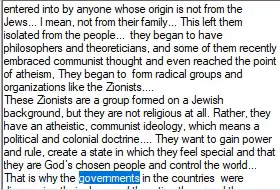 entered into by anyone whose origin is not from the
Jews... I mean, not from their family... This left them
isolated from the people... they began to have
philosophers and theoreticians, and some of them recently
embraced communist thought and even reached the point
of atheism, They began to form radical groups and
organizations like the Zionists....
These Zionists are a group formed on a Jewish
background, but they are not religious at all. Rather, they
have an atheistic, communist ideology, which means a
political and colonial doctrine.... They want to gain power
and rule, create a state in which they feel special and that
they are God's chosen people and control the world...
That is why the governments in the countries were